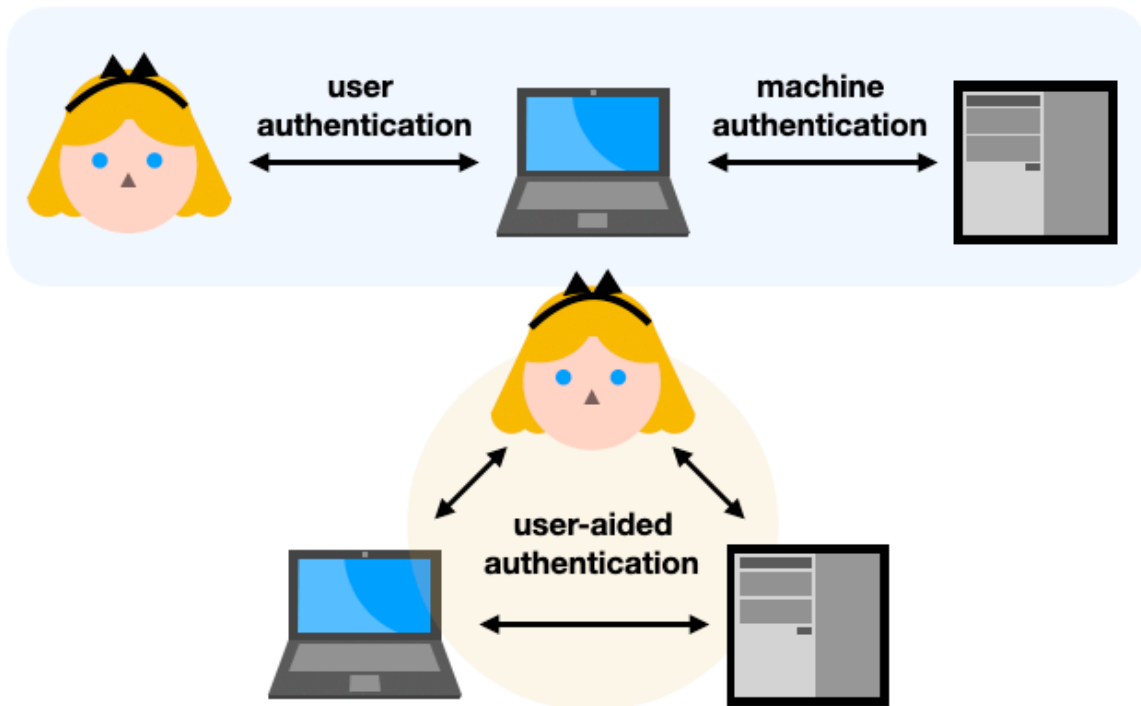 user
authentication
machine
authentication
user-aided
authentication